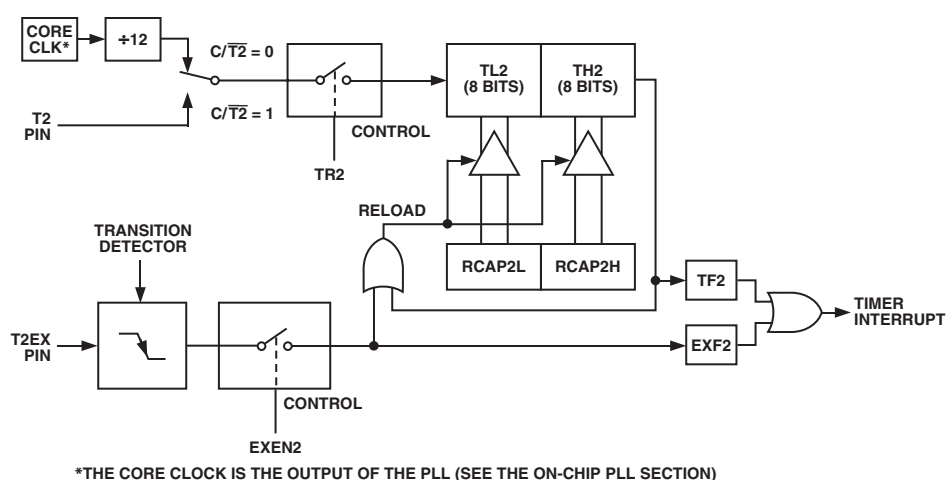 CORE
CLK*
÷12
C/T2̅ = 0
C/T2̅ = 1
T2
PIN
CONTROL
TR2
TL2
(8 BITS)
TH2
(8 BITS)
RELOAD
TRANSITION
DETECTOR
RCAP2L
RCAP2H
TF2
TIMER
INTERRUPT
T2EX
PIN
EXF2
CONTROL
EXEN2
*THE CORE CLOCK IS THE OUTPUT OF THE PLL (SEE THE ON-CHIP PLL SECTION)